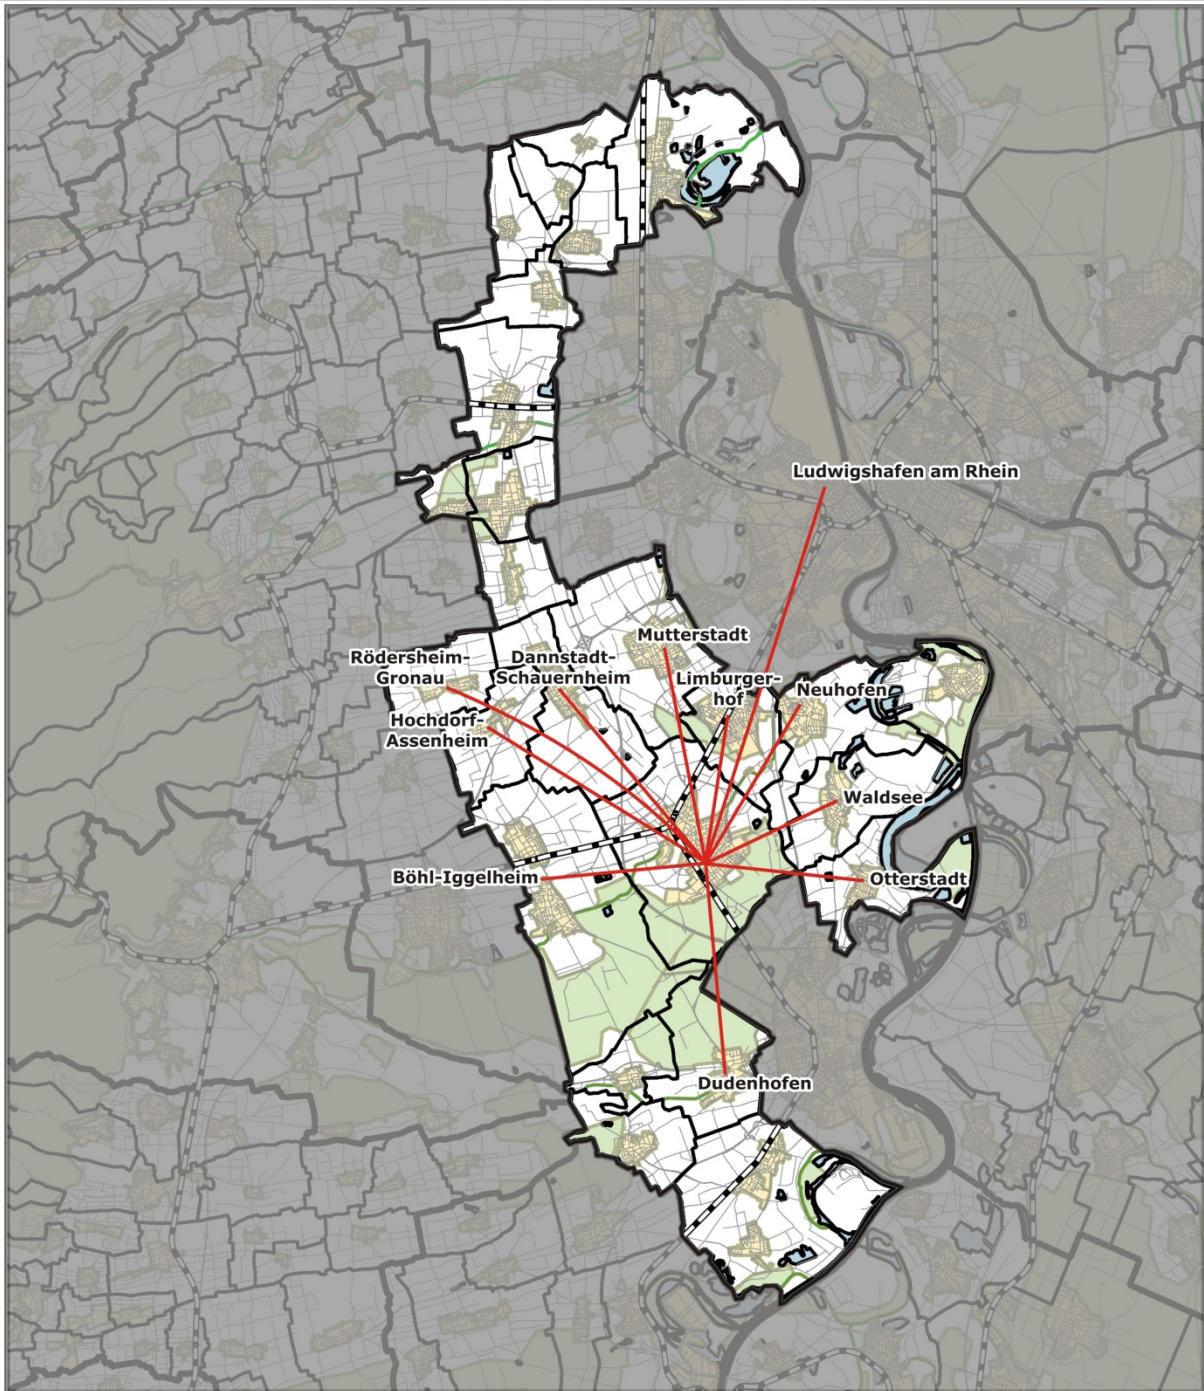 Ludwigshafen am Rhein
Mutterstadt
Rödersheim-
Gronau
Dannstadt-
Schauernheim
Limburger-
hof
Neuhofen
Hochdorf-
Assenheim
Waldsee
Böhl-Iggelheim
Otterstadt
Dudenhofen